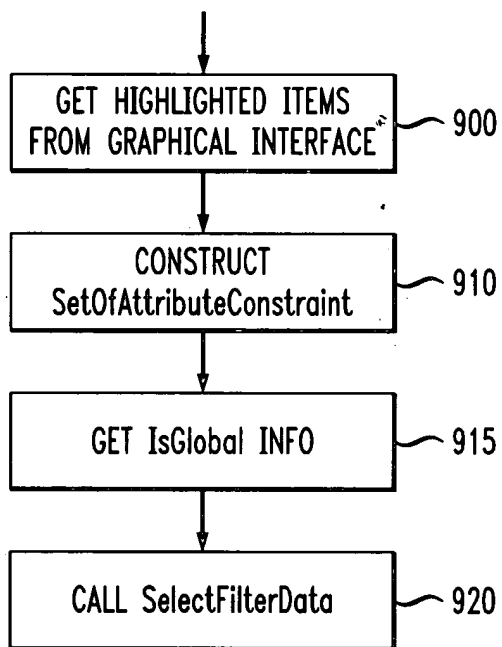 GET HIGHLIGHTED ITEMS
FROM GRAPHICAL INTERFACE
900
CONSTRUCT
SetOfAttributeConstraint
910
GET IsGlobal INFO
915
CALL SelectFilterData
920